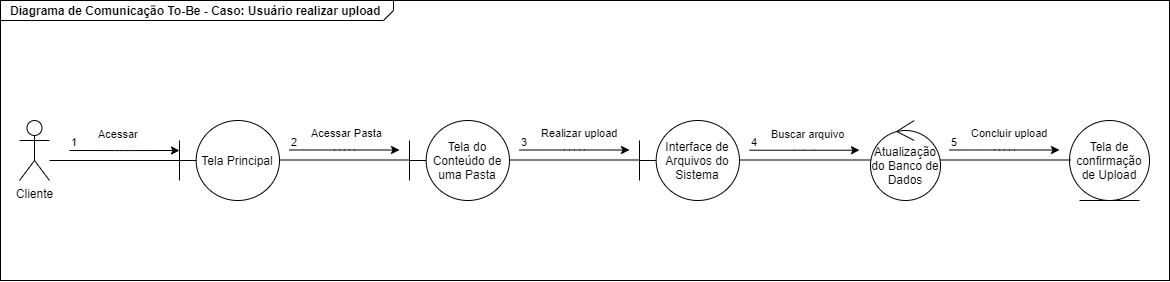 Diagrama de Comunicação To-Be - Caso: Usuário realizar upload
1
Acessar
2
Acessar Pasta
3
Realizar upload
4
Buscar arquivo
5
Concluir upload
Cliente
Tela Principal
Tela do
Conteúdo de
uma Pasta
Interface de
Arquivos do
Sistema
Atualização
do Banco de
Dados
Tela de
confirmação
de Upload